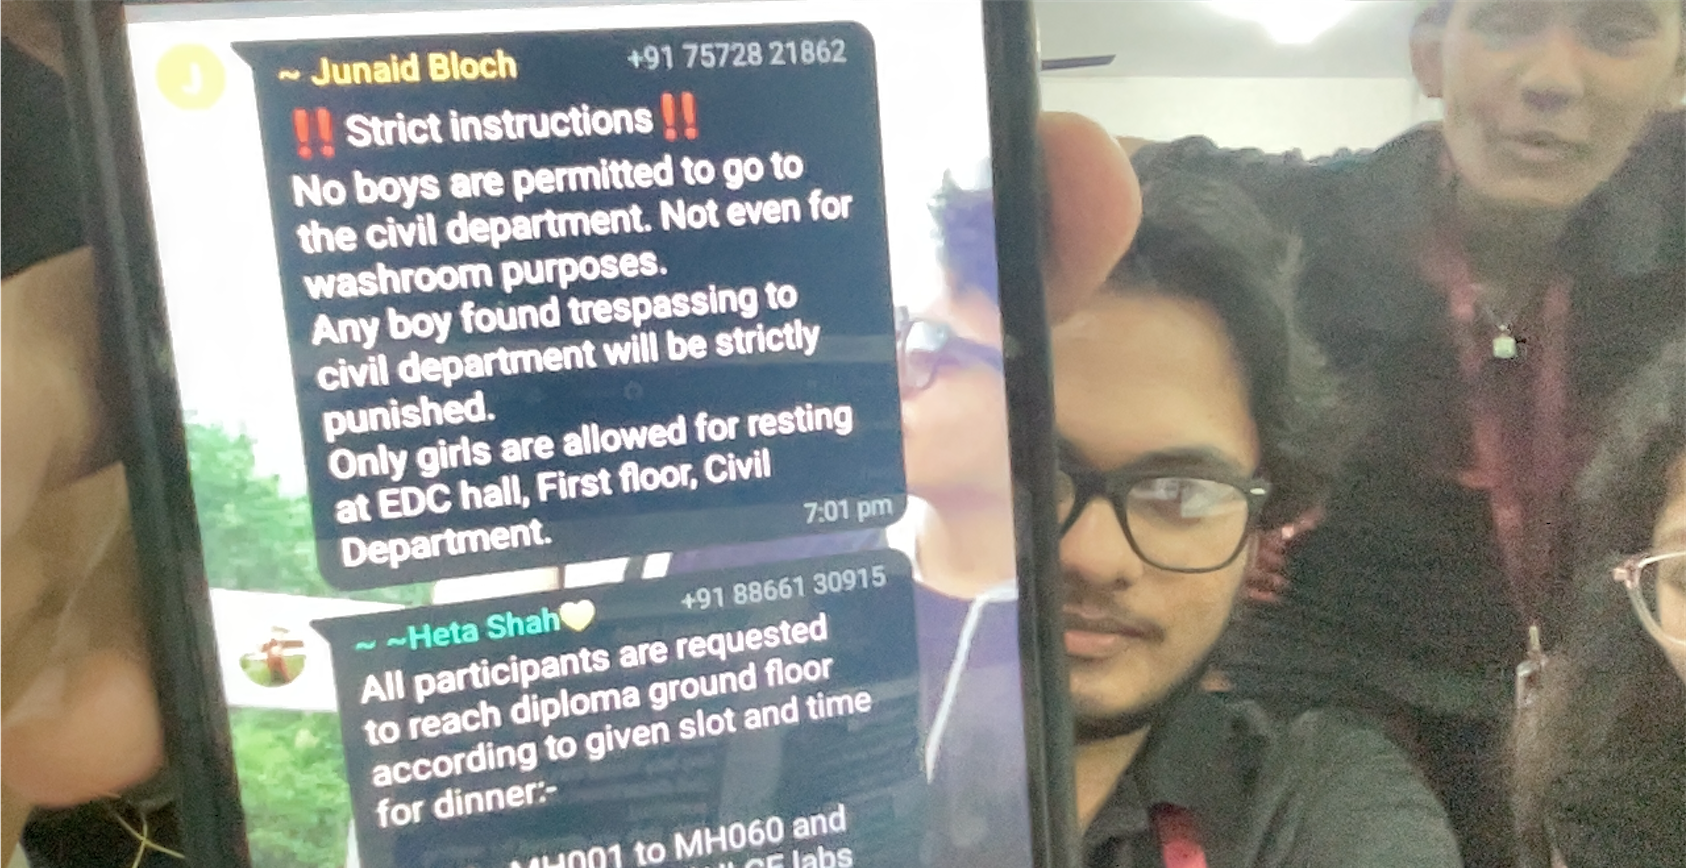 J
~ Junaid Bloch +91 75728 21862
‼️ Strict instructions ‼️
No boys are permitted to go to
the civil department. Not even for
washroom purposes.
Any boy found trespassing to
civil department will be strictly
punished.
Only girls are allowed for resting
at EDC hall, First floor, Civil
Department.
7:01 pm
~ ~Heta Shah💛 +91 88661 30915
All participants are requested
to reach diploma ground floor
according to given slot and time
for dinner:-
MH001 to MH060 and
labs